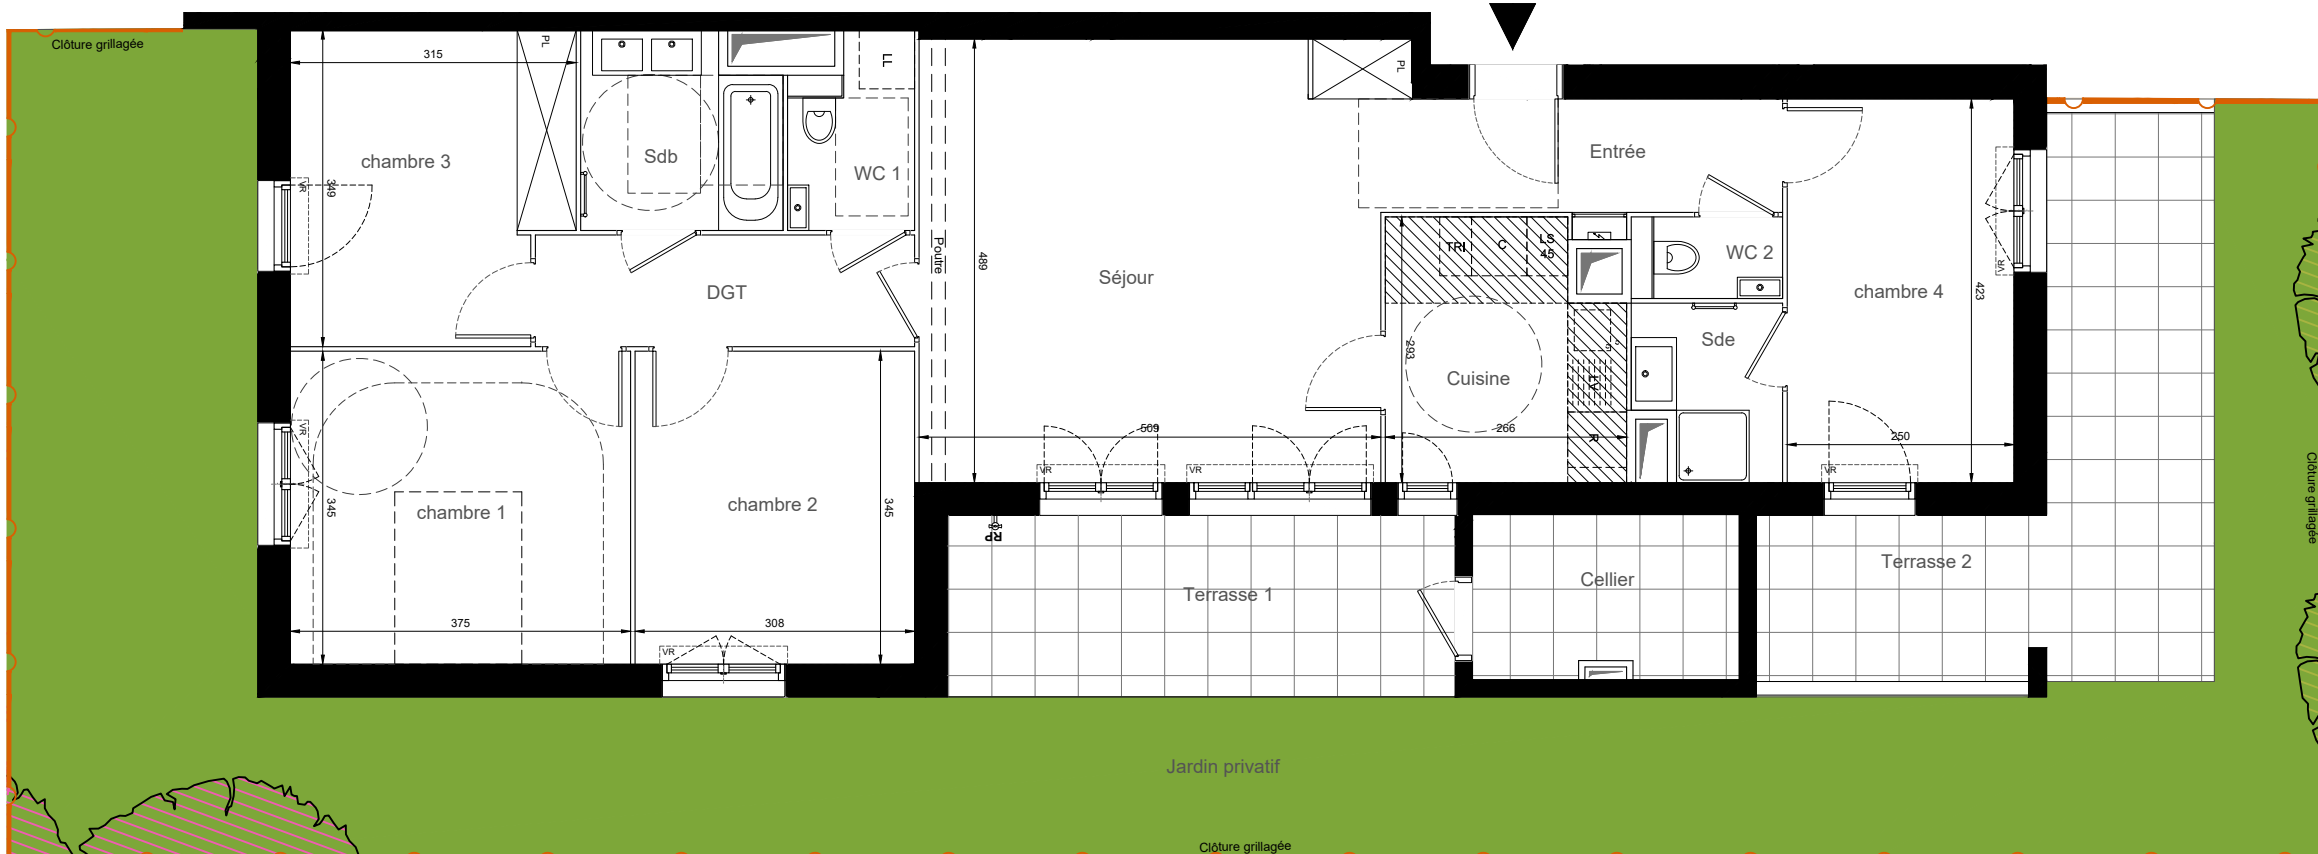 Clôture grillagée
315
PL
LL
PL
chambre 3
349
VR
Sdb
WC 1
Poutre
489
Séjour
Entrée
TRI
C
LS
45
WC 2
chambre 4
423
VR
DGT
293
Cuisine
LV
R
Sde
509
266
250
VR
VR
VR
VR
chambre 1
345
375
chambre 2
345
308
VR
RP
Terrasse 1
Cellier
Terrasse 2
Clôture grillagée
Jardin privatif
Clôture grillagée